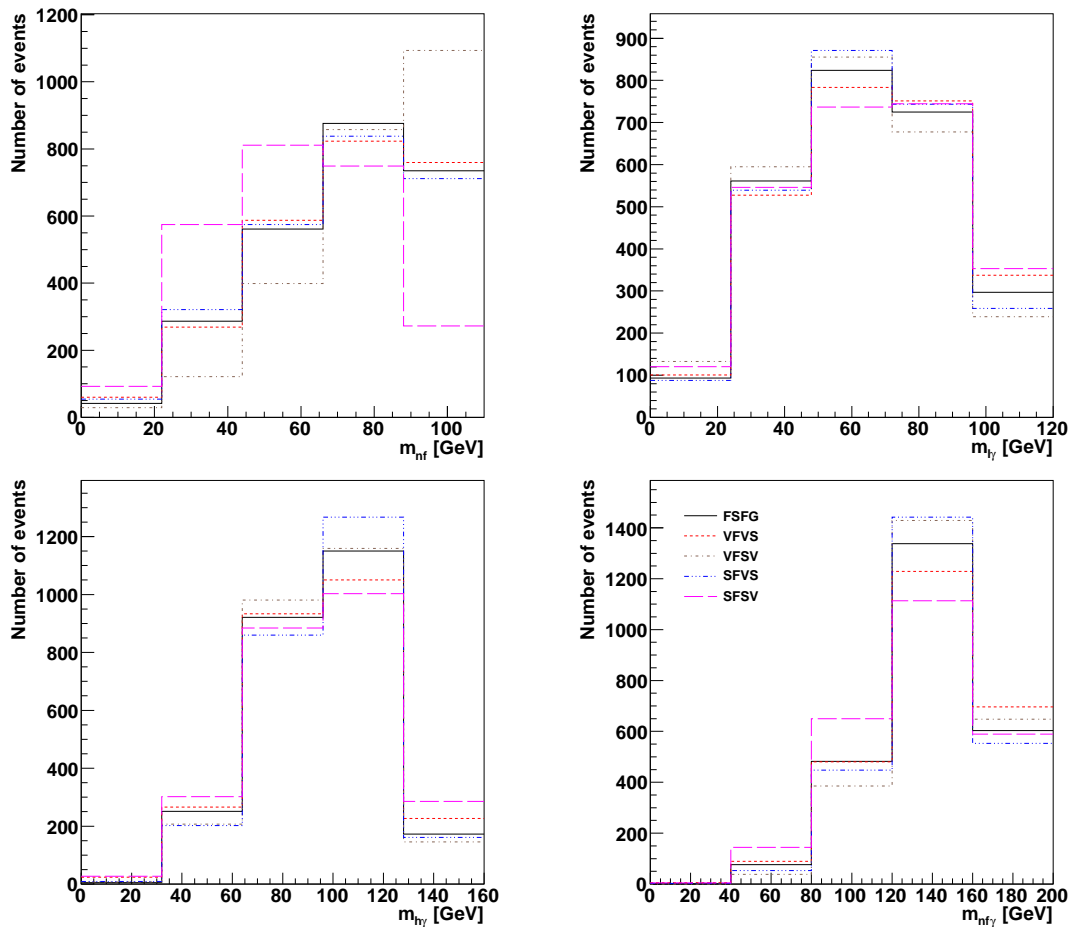 Number of events
1200
1000
800
600
400
200
0
0 20 40 60 80 100
m_nf [GeV]
Number of events
900
800
700
600
500
400
300
200
100
0
0 20 40 60 80 100 120
m_lγ [GeV]
Number of events
1200
1000
800
600
400
200
0
0 20 40 60 80 100 120 140 160
m_hγ [GeV]
Number of events
1400
1200
1000
800
600
400
200
0
FSFG
VFVS
VFSV
SFVS
SFSV
0 20 40 60 80 100 120 140 160 180 200
m_nfγ [GeV]